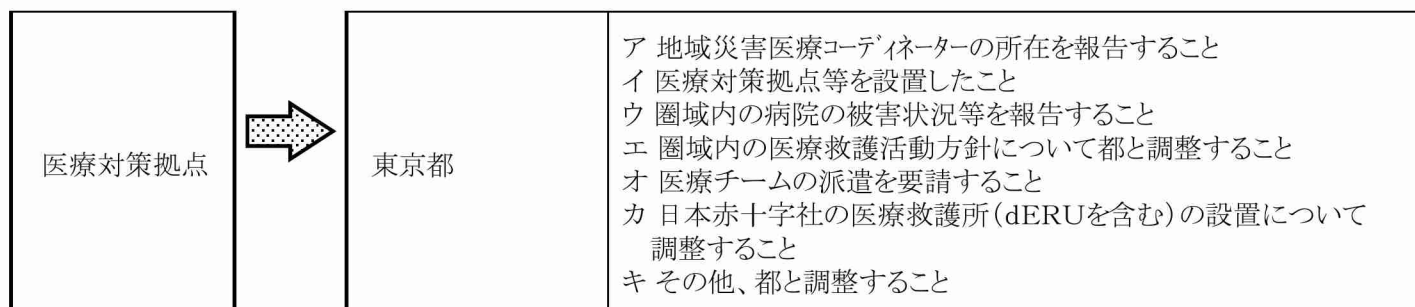 医療対策拠点
東京都
ア 地域災害医療コーディネーターの所在を報告すること
イ 医療対策拠点等を設置したこと
ウ 圏域内の病院の被害状況等を報告すること
エ 圏域内の医療救護活動方針について都と調整すること
オ 医療チームの派遣を要請すること
カ 日本赤十字社の医療救護所(dERUを含む)の設置について
調整すること
キ その他、都と調整すること